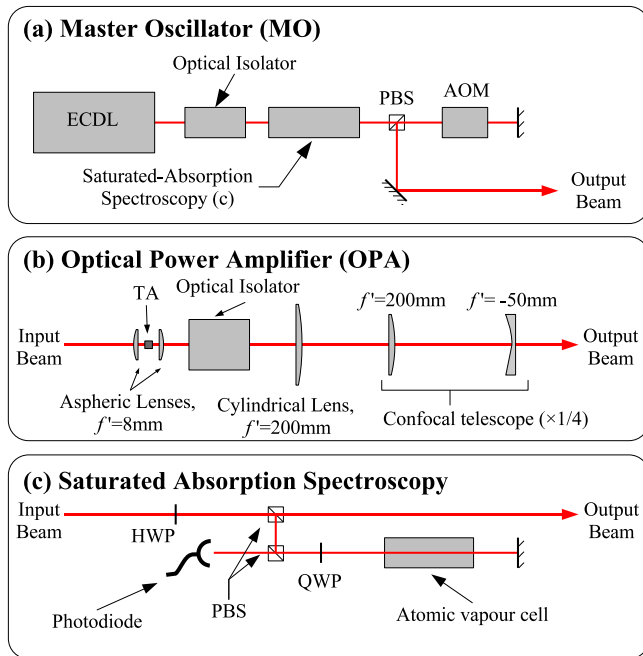 (a) Master Oscillator (MO)
Optical Isolator
ECDL
PBS
AOM
Saturated-Absorption
Spectroscopy (c)
Output
Beam
(b) Optical Power Amplifier (OPA)
TA
Optical Isolator
f'=200mm
f'= -50mm
Input
Beam
Output
Beam
Aspheric Lenses,
f'=8mm
Cylindrical Lens,
f'=200mm
Confocal telescope (×1/4)
(c) Saturated Absorption Spectroscopy
Input
Beam
Output
Beam
HWP
QWP
PBS
Photodiode
Atomic vapour cell